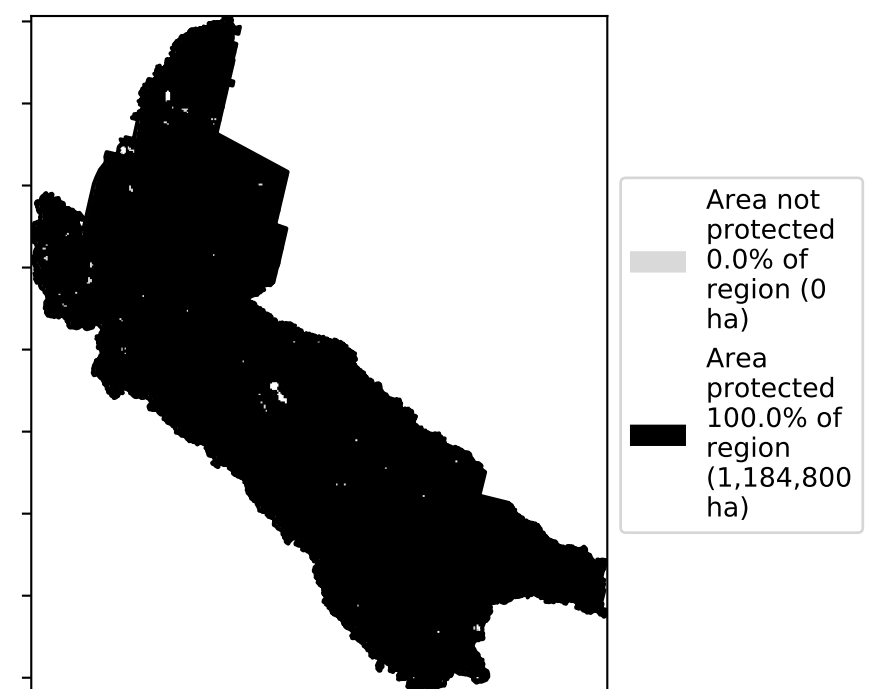 Area not
protected
0.0% of
region (0
ha)
Area
protected
100.0% of
region
(1,184,800
ha)